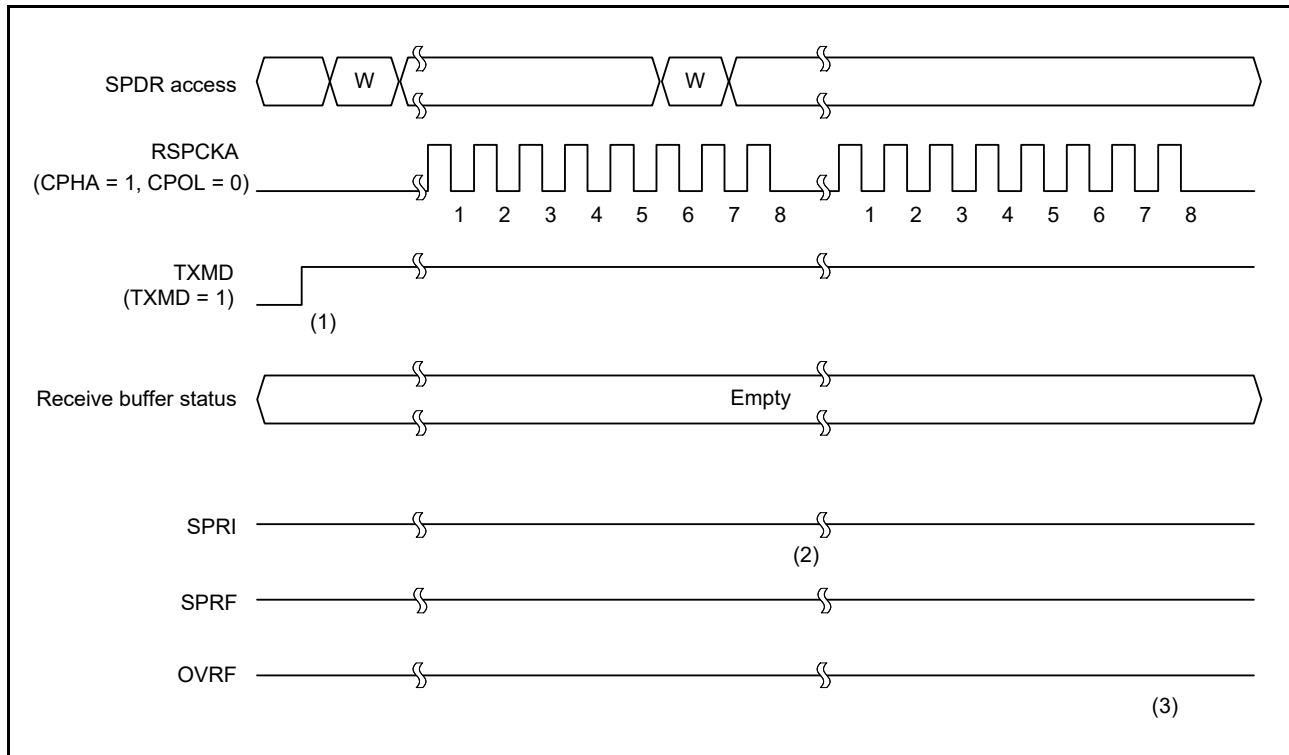 SPDR access
W
W
RSPCKA
(CPHA = 1, CPOL = 0)
1 2 3 4 5 6 7 8 1 2 3 4 5 6 7 8
TXMD
(TXMD = 1)
(1)
Receive buffer status
Empty
SPRI
(2)
SPRF
OVRF
(3)